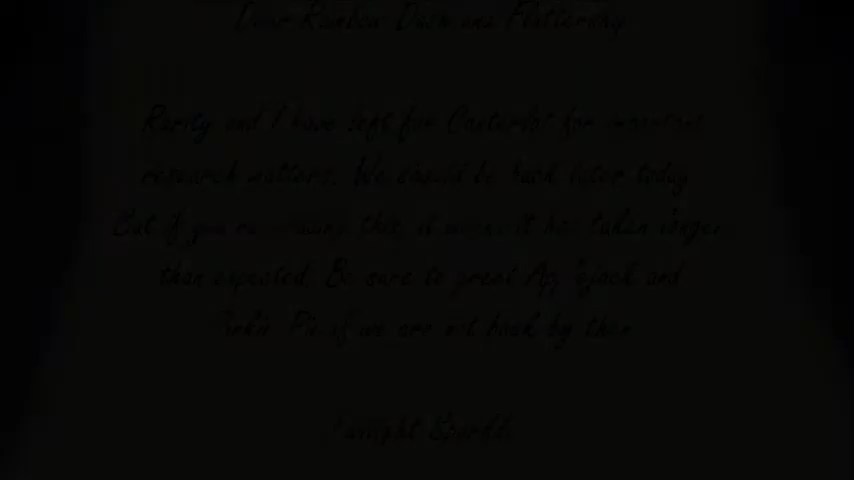 Dear Rainbow Dash and Fluttershy
Rarity and I have left for Canterlot for important
research matters. We should be back later today
But if you're reading this, it means it has taken longer
than expected. Be sure to greet Applejack and
Pinkie Pie if we are not back by then
Twilight Sparkle